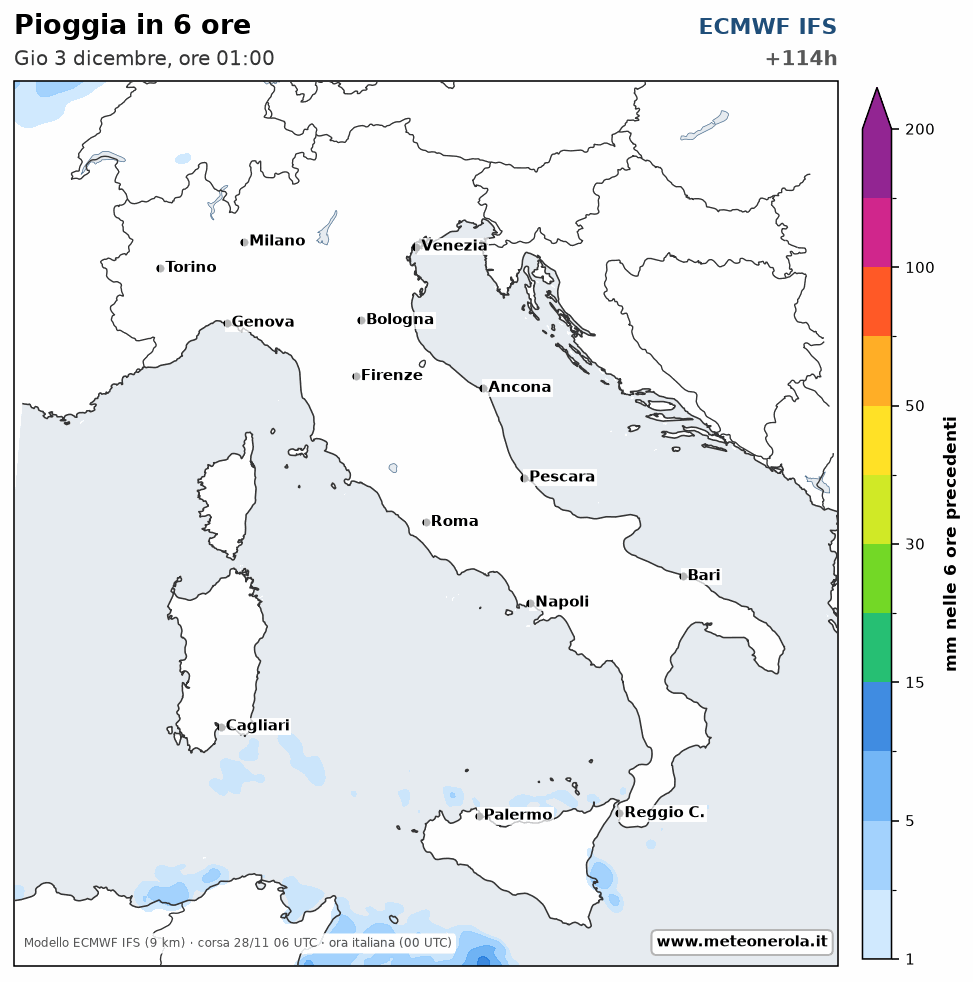 Pioggia in 6 ore
ECMWF IFS
Gio 3 dicembre, ore 01:00
+114h
Milano
Venezia
Torino
Genova
Bologna
Firenze
Ancona
Pescara
Roma
Bari
Napoli
Cagliari
Palermo
Reggio C.
Modello ECMWF IFS (9 km) · corsa 28/11 06 UTC · ora italiana (00 UTC)
www.meteonerola.it
200
100
50
30
15
5
1
mm nelle 6 ore precedenti